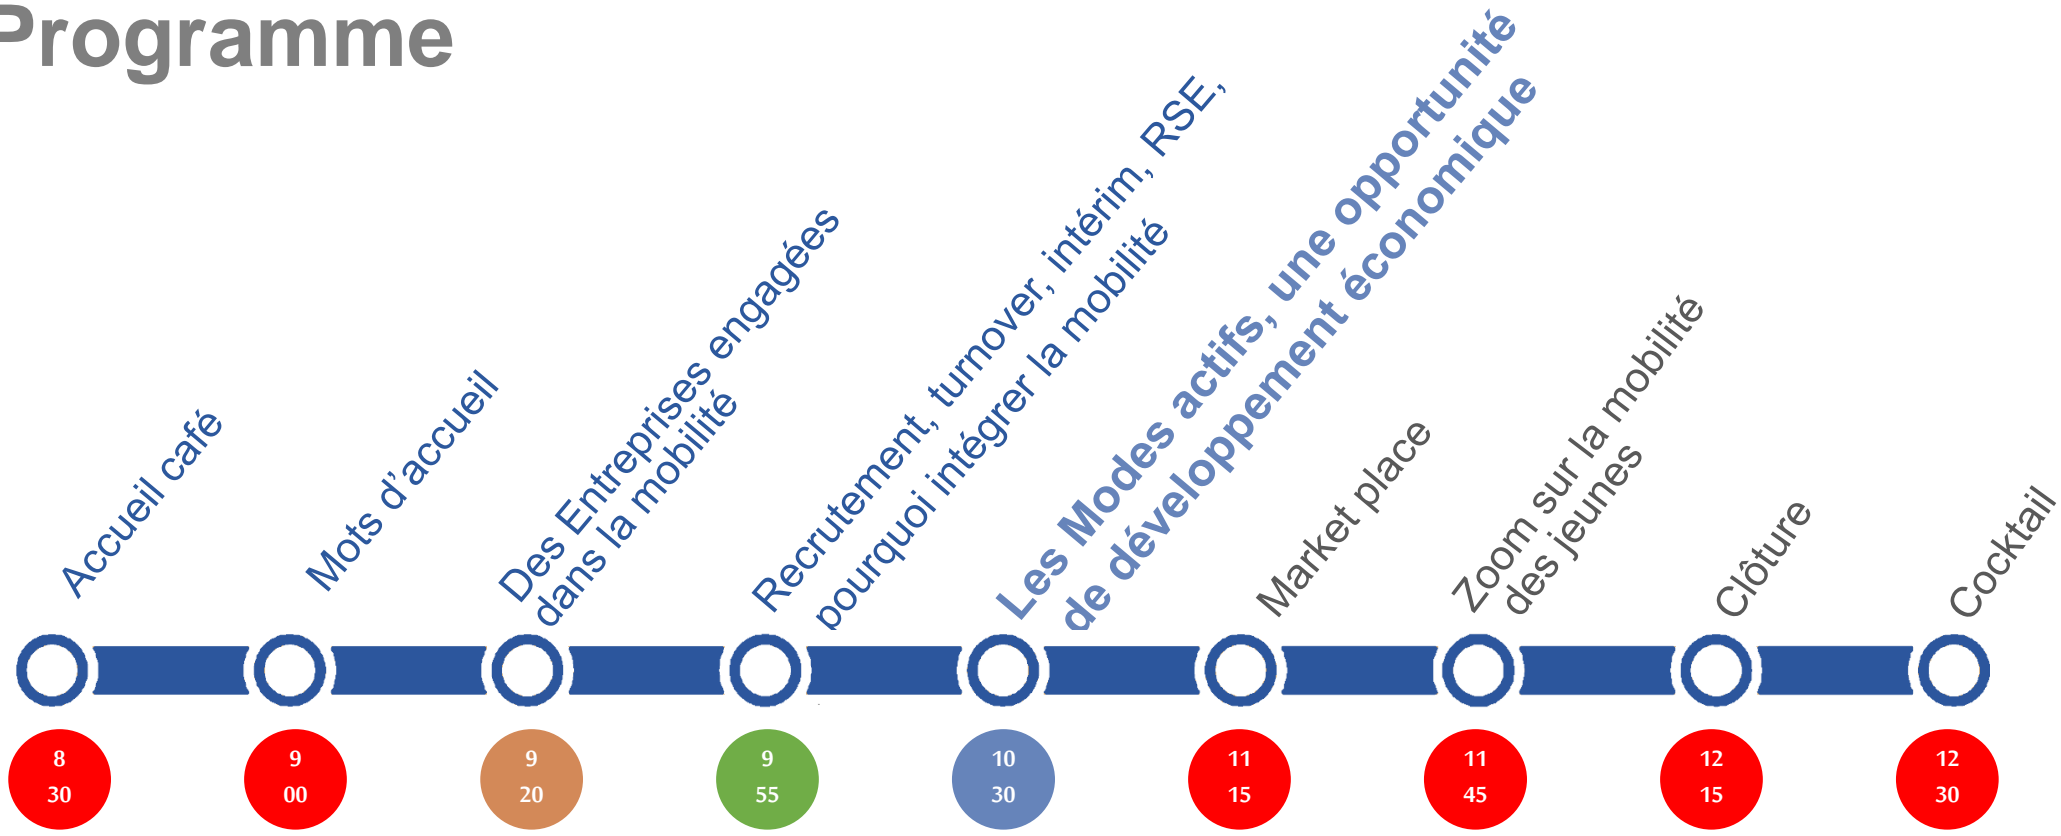 Programme
Accueil café
Mots d'accueil
Des Entreprises engagées
dans la mobilité
Recrutement, turnover, intérim, RSE,
pourquoi intégrer la mobilité
Les Modes actifs, une opportunité
de développement économique
Market place
Zoom sur la mobilité
des jeunes
Clôture
Cocktail
8
30
9
00
9
20
9
55
10
30
11
15
11
45
12
15
12
30